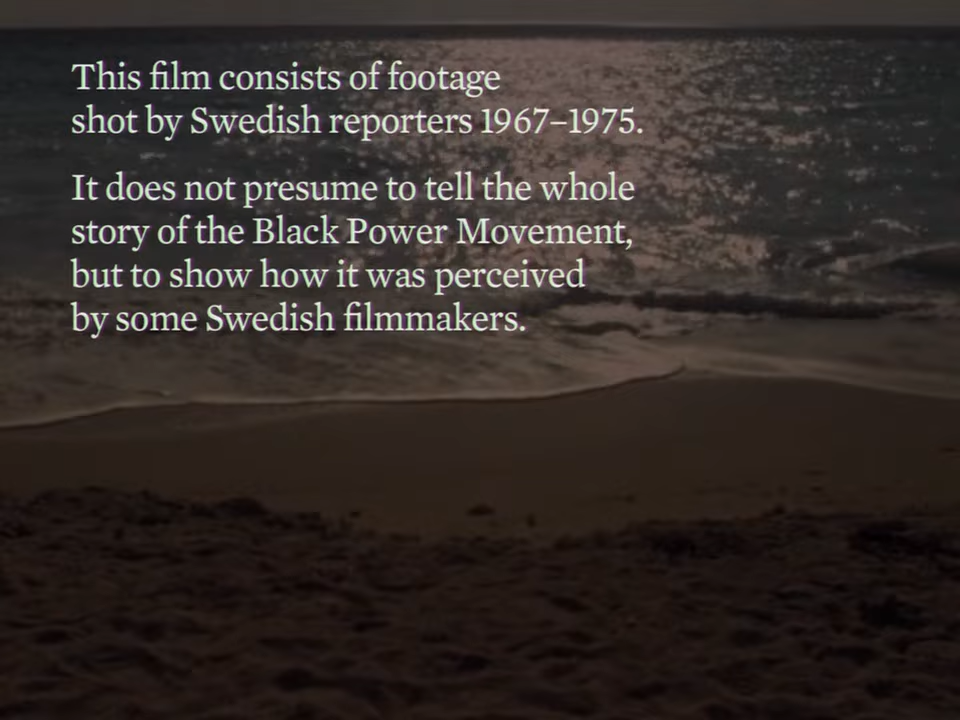 This film consists of footage
shot by Swedish reporters 1967–1975.
It does not presume to tell the whole
story of the Black Power Movement,
but to show how it was perceived
by some Swedish filmmakers.